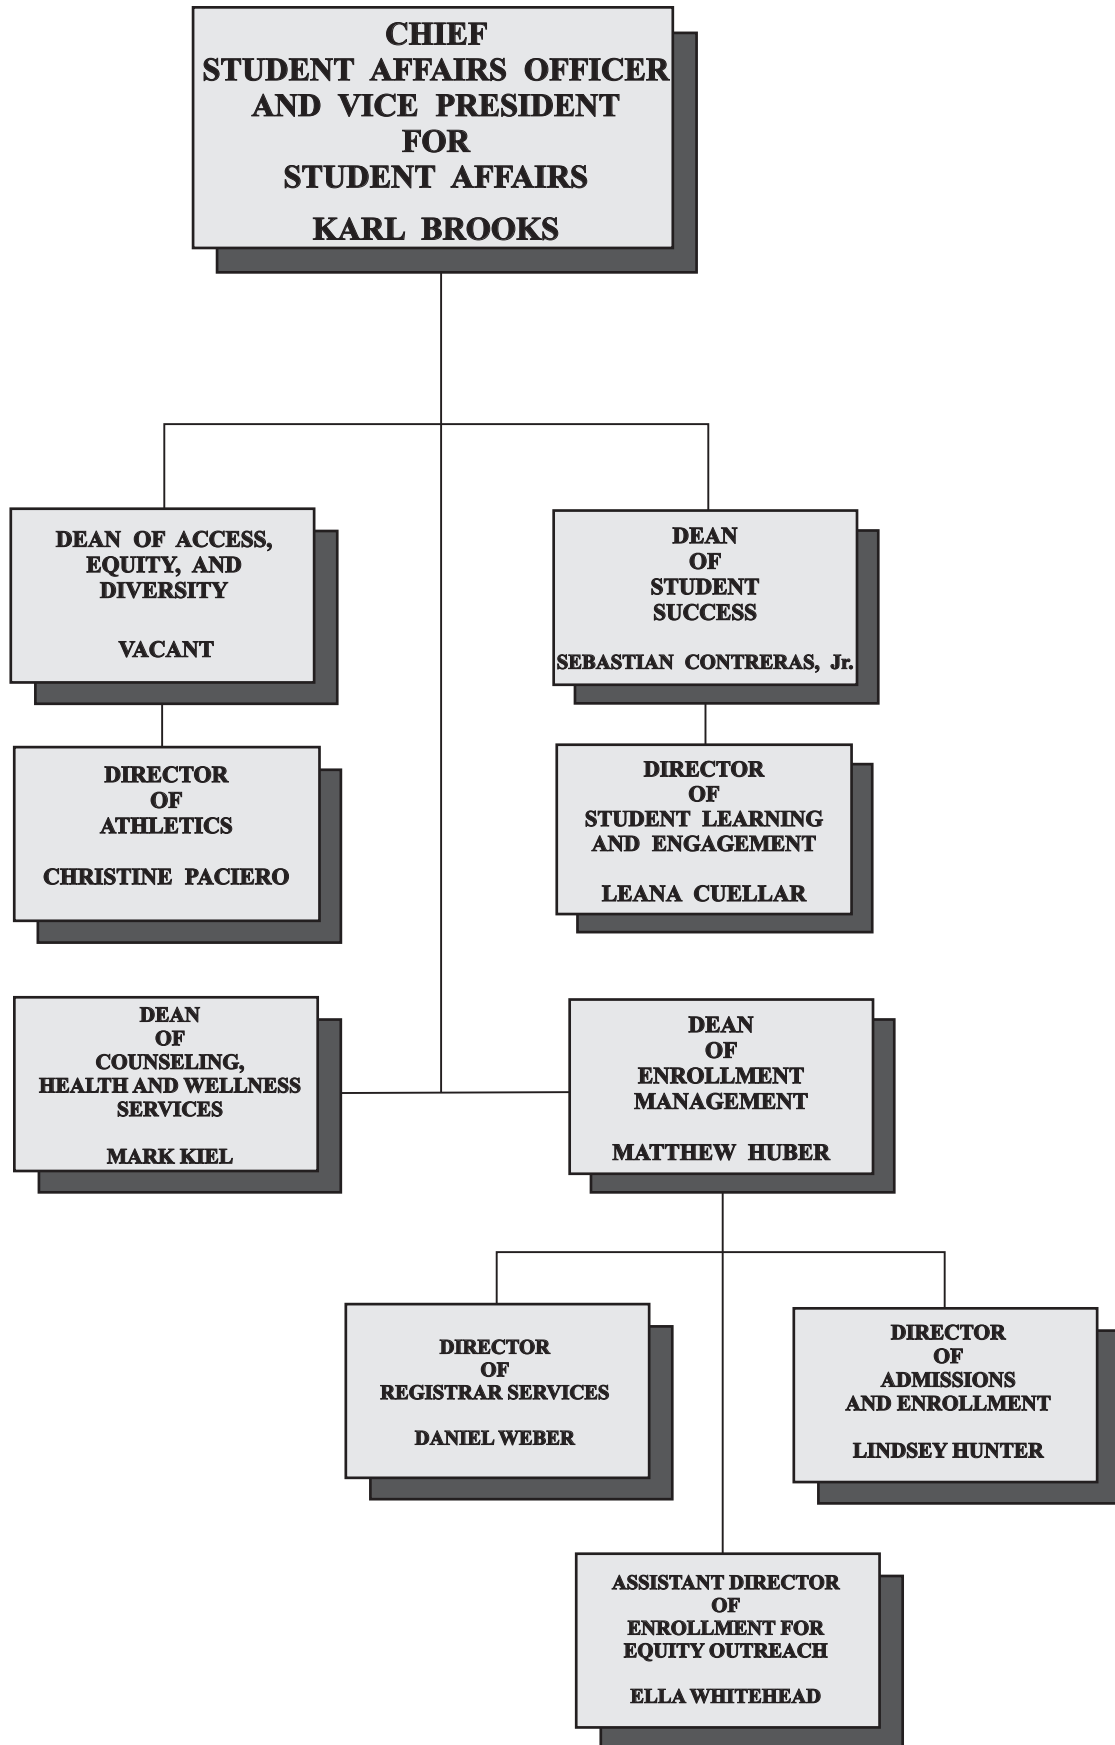 CHIEF
STUDENT AFFAIRS OFFICER
AND VICE PRESIDENT
FOR
STUDENT AFFAIRS
KARL BROOKS
DEAN OF ACCESS,
EQUITY, AND
DIVERSITY
VACANT
DEAN
OF
STUDENT
SUCCESS
SEBASTIAN CONTRERAS, Jr.
DIRECTOR
OF
ATHLETICS
CHRISTINE PACIERO
DIRECTOR
OF
STUDENT LEARNING
AND ENGAGEMENT
LEANA CUELLAR
DEAN
OF
COUNSELING,
HEALTH AND WELLNESS
SERVICES
MARK KIEL
DEAN
OF
ENROLLMENT
MANAGEMENT
MATTHEW HUBER
DIRECTOR
OF
REGISTRAR SERVICES
DANIEL WEBER
DIRECTOR
OF
ADMISSIONS
AND ENROLLMENT
LINDSEY HUNTER
ASSISTANT DIRECTOR
OF
ENROLLMENT FOR
EQUITY OUTREACH
ELLA WHITEHEAD